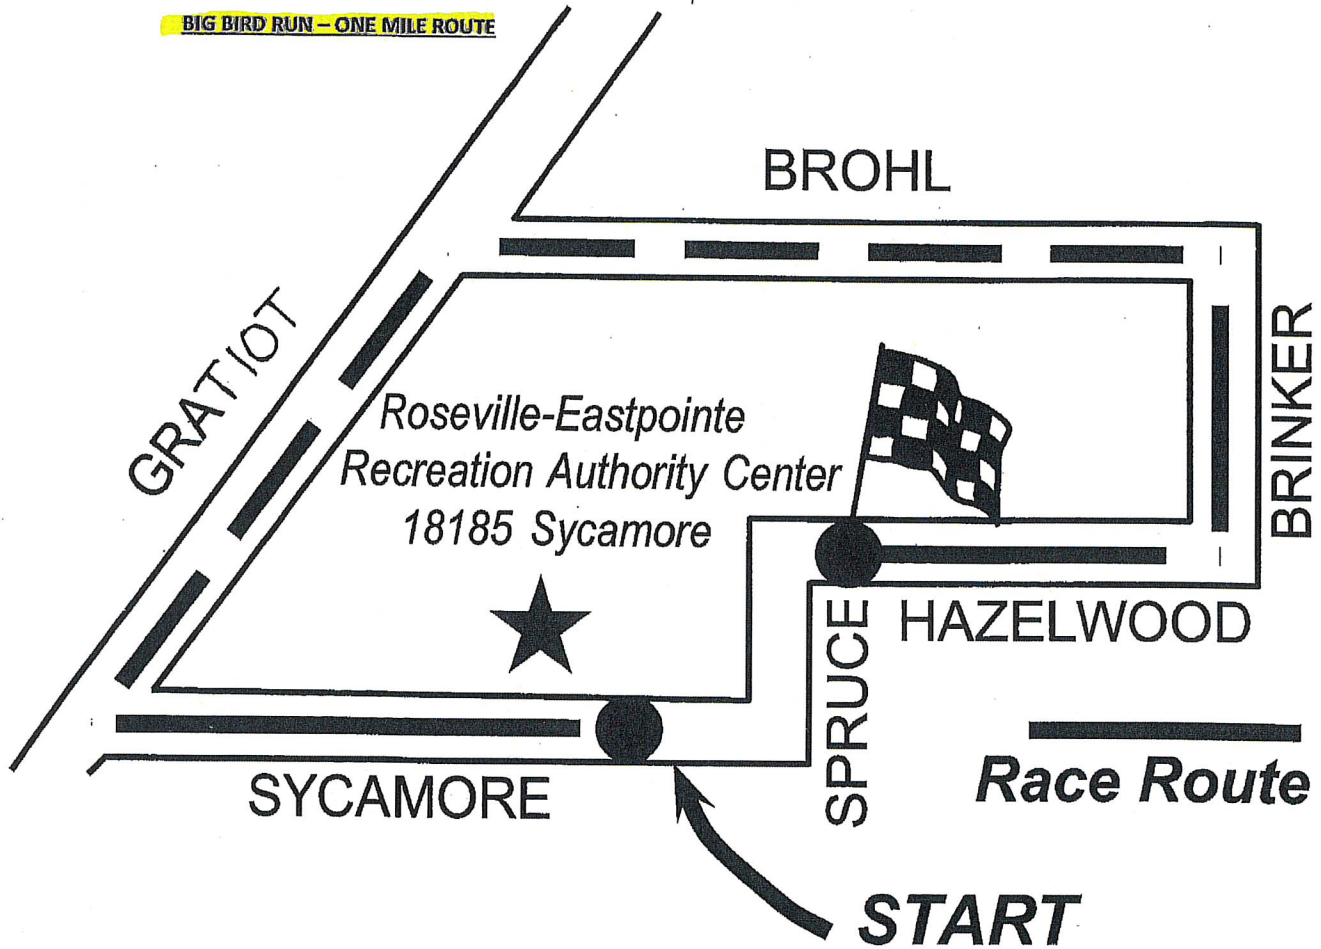 BIG BIRD RUN – ONE MILE ROUTE
BROHL
GRATIOT
BRINKER
Roseville-Eastpointe
Recreation Authority Center
18185 Sycamore
HAZELWOOD
SPRUCE
SYCAMORE
Race Route
START